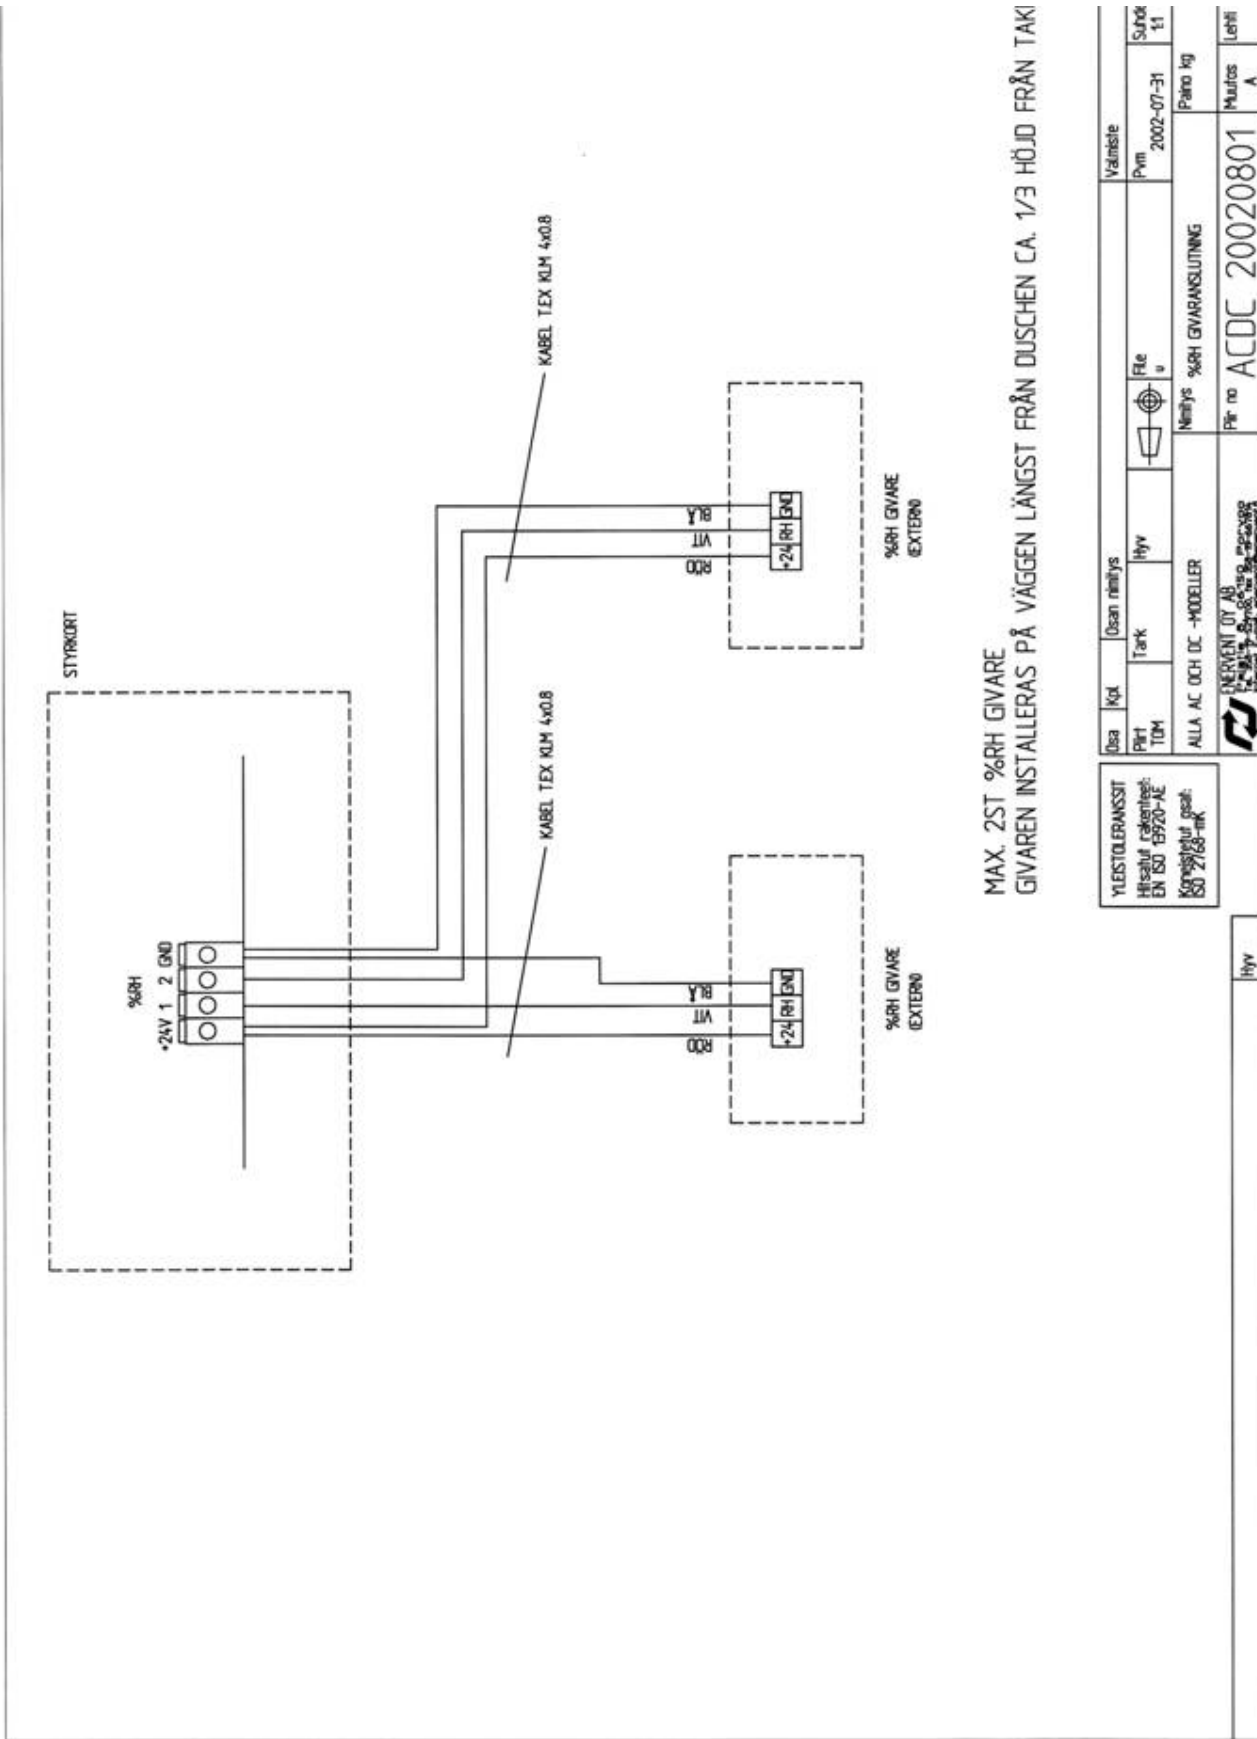 STYRKORT
%RH
+24V 1 2 GND
KABEL T.EX KLM 4x0.8
KABEL T.EX KLM 4x0.8
RÖD
VIT
BLÅ
RÖD
VIT
BLÅ
+24 RH GND
+24 RH GND
%RH GIVARE
(EXTERN)
%RH GIVARE
(EXTERN)
MAX. 2ST %RH GIVARE
GIVAREN INSTALLERAS PÅ VÄGGEN LÄNGST FRÅN DUSCHEN CA. 1/3 HÖJD FRÅN TAK
YLEISTOLERANSSIT
Hitsatut rakenteet:
EN ISO 13920-AE
Koneistetut osat:
ISO 2768-mK
Osa Kpl Osan nimitys Valmiste
Piirt Tark Hyv File Pvm
TOM u 2002-07-31
1:1
ALLA AC OCH DC -MODELLER Nimitys %RH GIVARANSLUTNING Paino kg
ENERVENT OY AB
Piir no ACDC 20020801 Muutos Lehti
A
Hyv